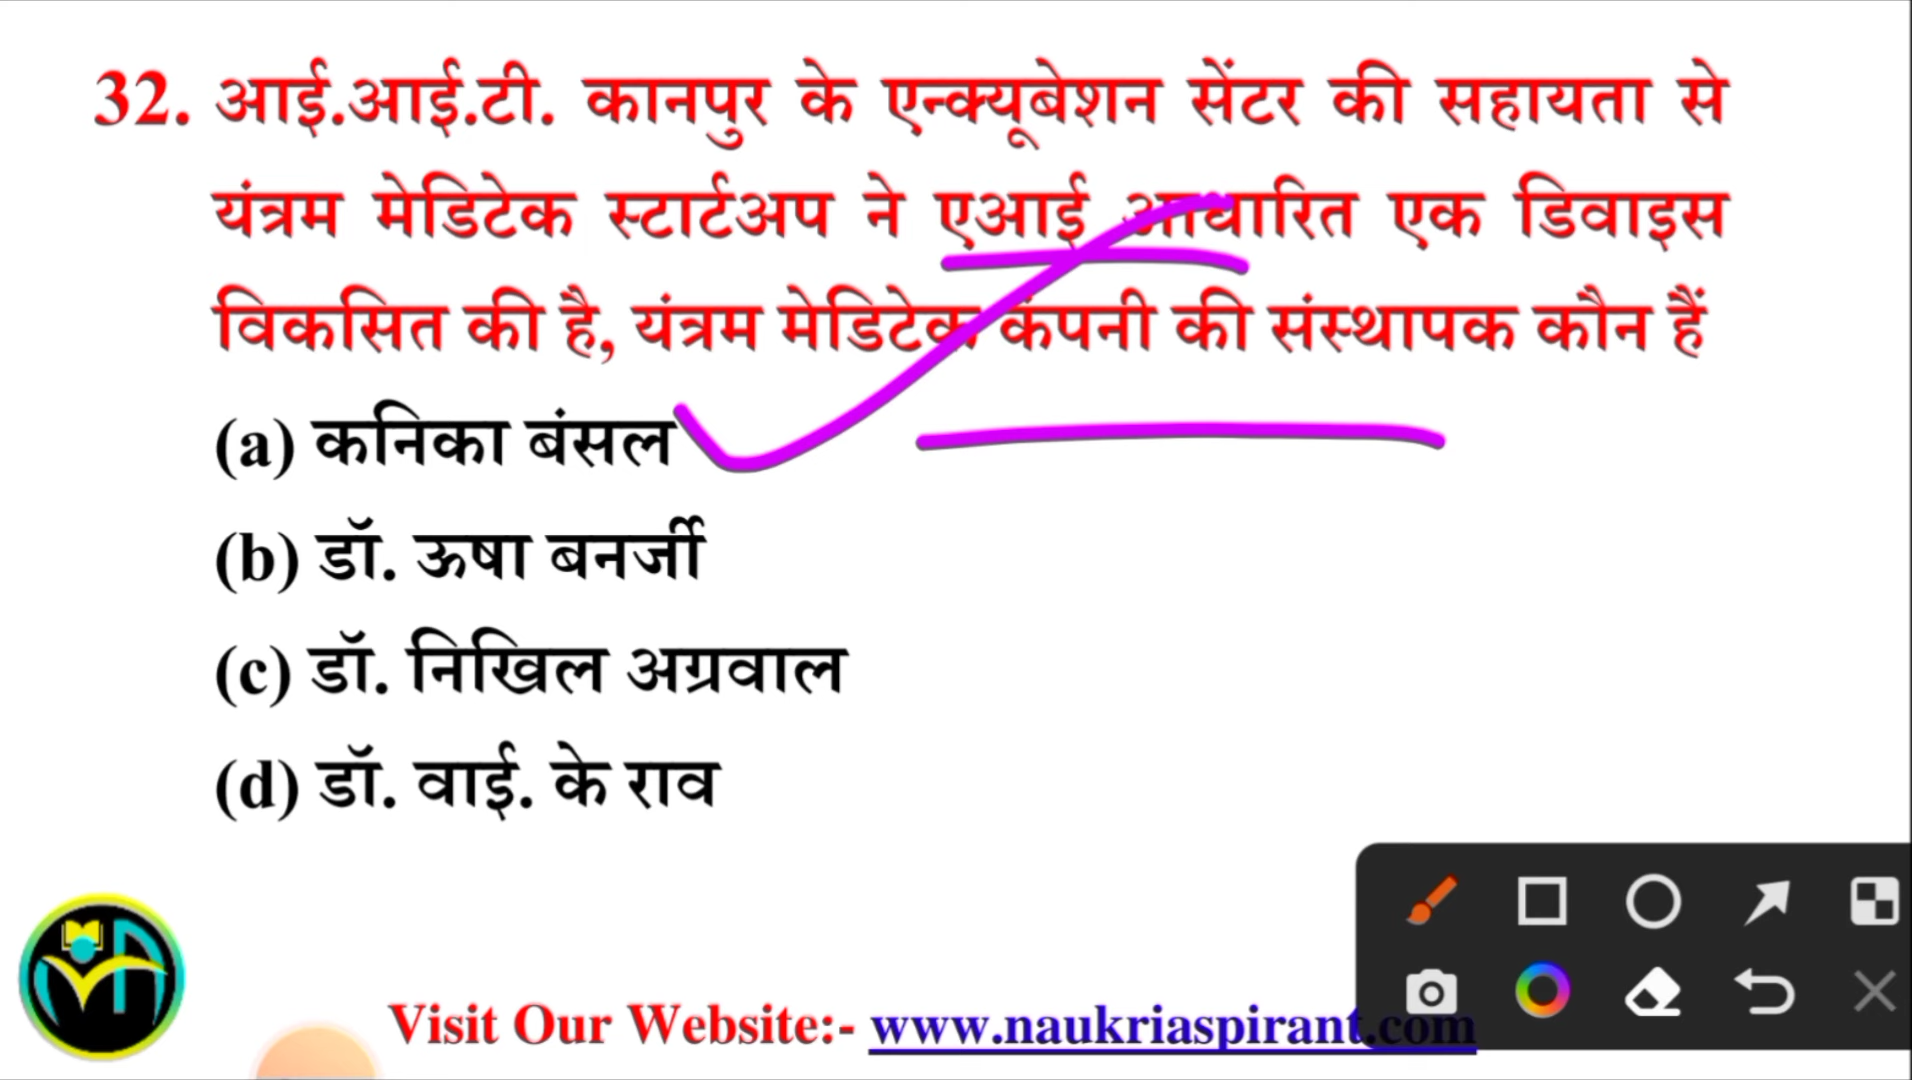 32. आई.आई.टी. कानपुर के एन्क्यूबेशन सेंटर की सहायता से
यंत्रम मेडिटेक स्टार्टअप ने एआई आधारित एक डिवाइस
विकसित की है, यंत्रम मेडिटेक कंपनी की संस्थापक कौन हैं
(a) कनिका बंसल
(b) डॉ. ऊषा बनर्जी
(c) डॉ. निखिल अग्रवाल
(d) डॉ. वाई. के राव
Visit Our Website:- www.naukriaspirant.com